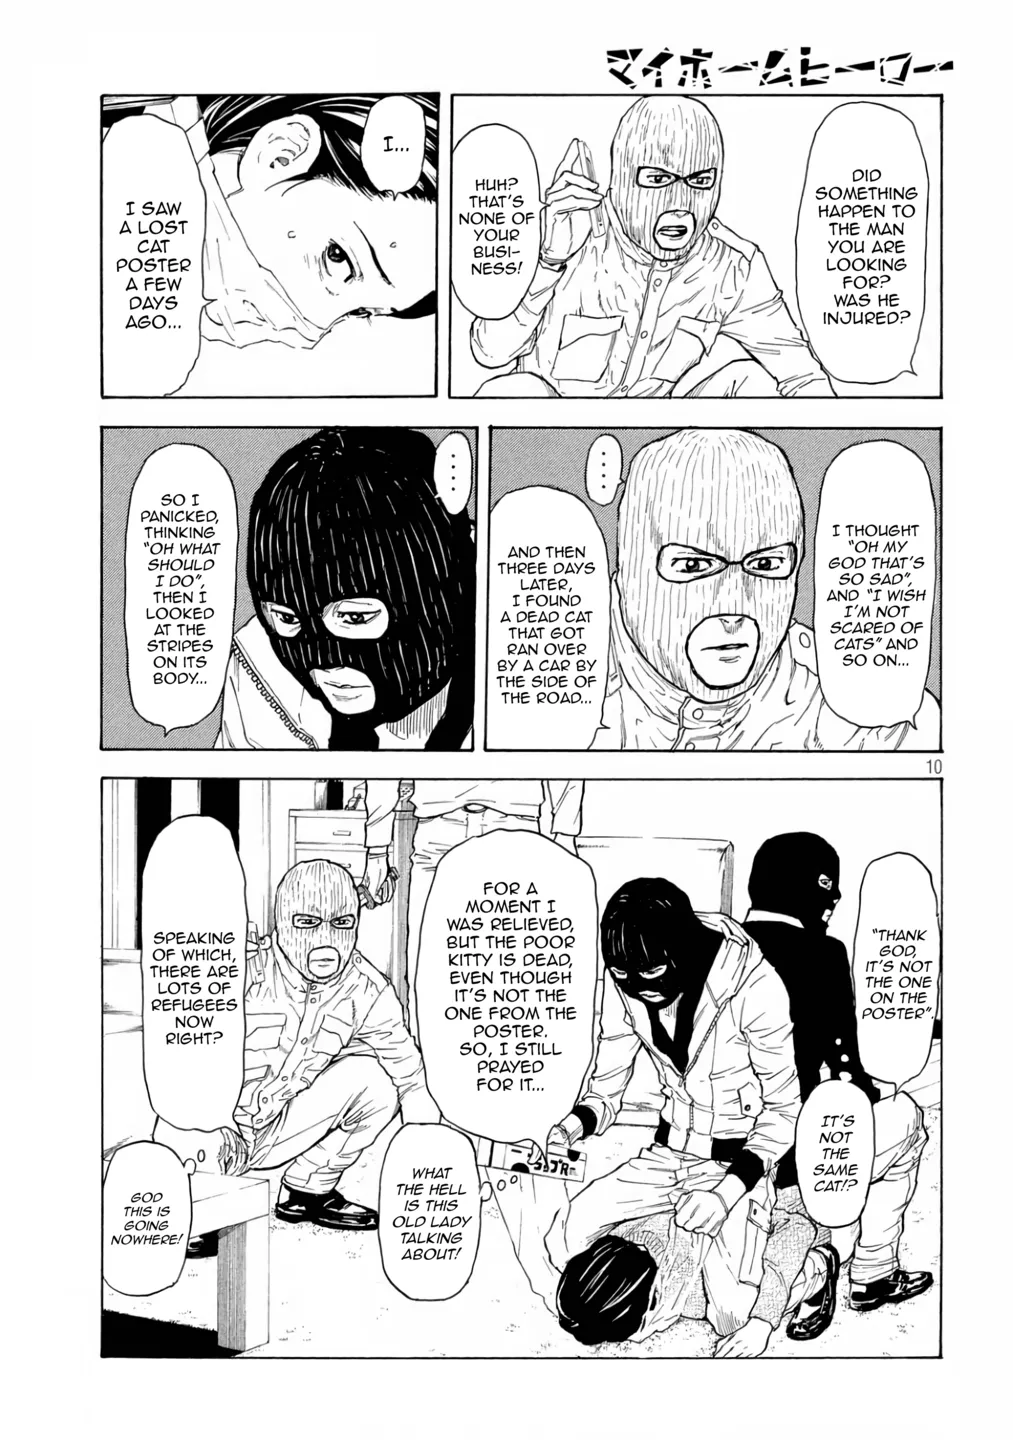 マイホームヒーロー
DID
SOMETHING
HAPPEN TO
THE MAN
YOU ARE
LOOKING
FOR?
WAS HE
INJURED?
HUH?
THAT'S
NONE OF
YOUR
BUSI-
NESS!
I...
I SAW
A LOST
CAT
POSTER
A FEW
DAYS
AGO...
I THOUGHT
"OH MY
GOD THAT'S
SO SAD",
AND "I WISH
I'M NOT
SCARED OF
CATS" AND
SO ON...
....
AND THEN
THREE DAYS
LATER,
I FOUND
A DEAD CAT
THAT GOT
RAN OVER
BY A CAR BY
THE SIDE OF
THE ROAD...
....
SO I
PANICKED,
THINKING
"OH WHAT
SHOULD
I DO",
THEN I
LOOKED
AT THE
STRIPES
ON ITS
BODY...
10
"THANK
GOD,
IT'S NOT
THE ONE
ON THE
POSTER".
IT'S
NOT
THE
SAME
CAT!?
FOR A
MOMENT I
WAS RELIEVED,
BUT THE POOR
KITTY IS DEAD,
EVEN THOUGH
IT'S NOT THE
ONE FROM THE
POSTER.
SO, I STILL
PRAYED
FOR IT...
WHAT
THE HELL
IS THIS
OLD LADY
TALKING
ABOUT!
SPEAKING
OF WHICH,
THERE ARE
LOTS OF
REFUGEES
NOW
RIGHT?
GOD
THIS IS
GOING
NOWHERE!